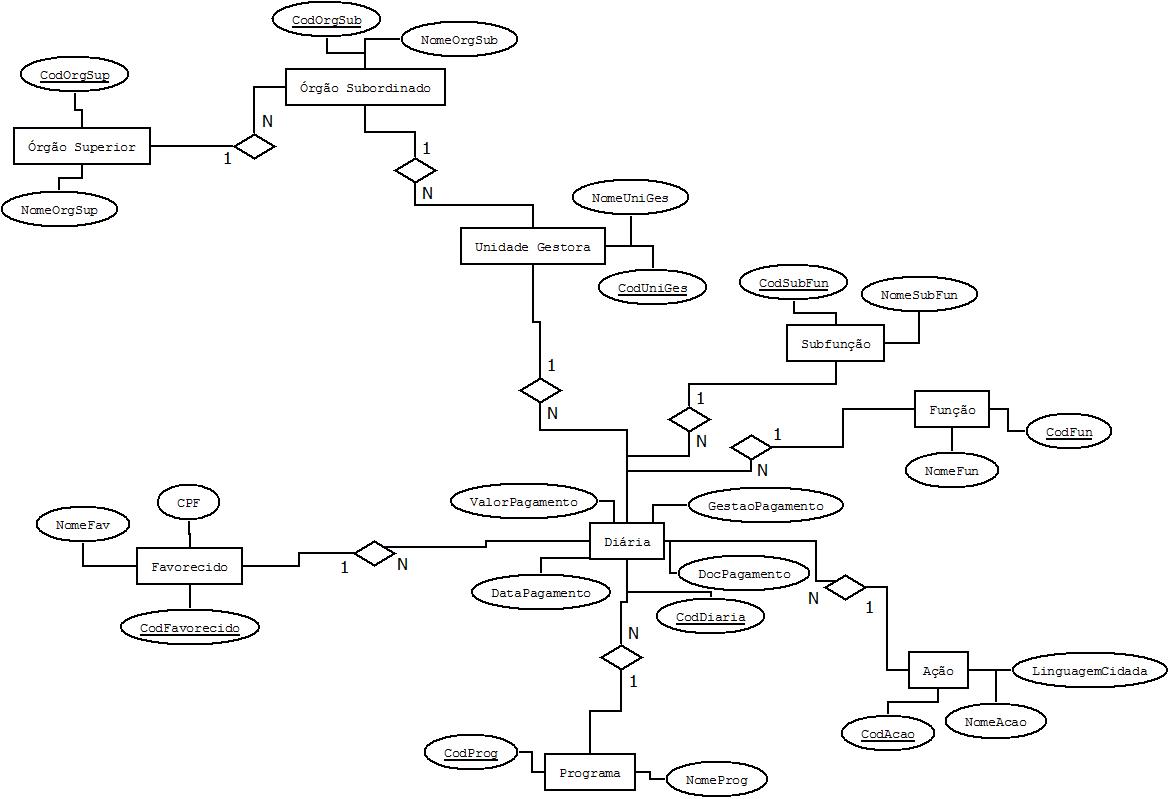 CodOrgSub
NomeOrgSub
CodOrgSup
Órgão Subordinado
N
Órgão Superior
1
1
N
NomeOrgSup
NomeUniGes
Unidade Gestora
CodUniGes
CodSubFun
NomeSubFun
Subfunção
1
N
1
N
Função
CodFun
1
N
NomeFun
ValorPagamento
GestaoPagamento
CPF
NomeFav
Diária
Favorecido
1
N
DocPagamento
DataPagamento
N
1
CodDiaria
CodFavorecido
N
1
Ação
LinguagemCidada
NomeAcao
CodAcao
CodProg
Programa
NomeProg